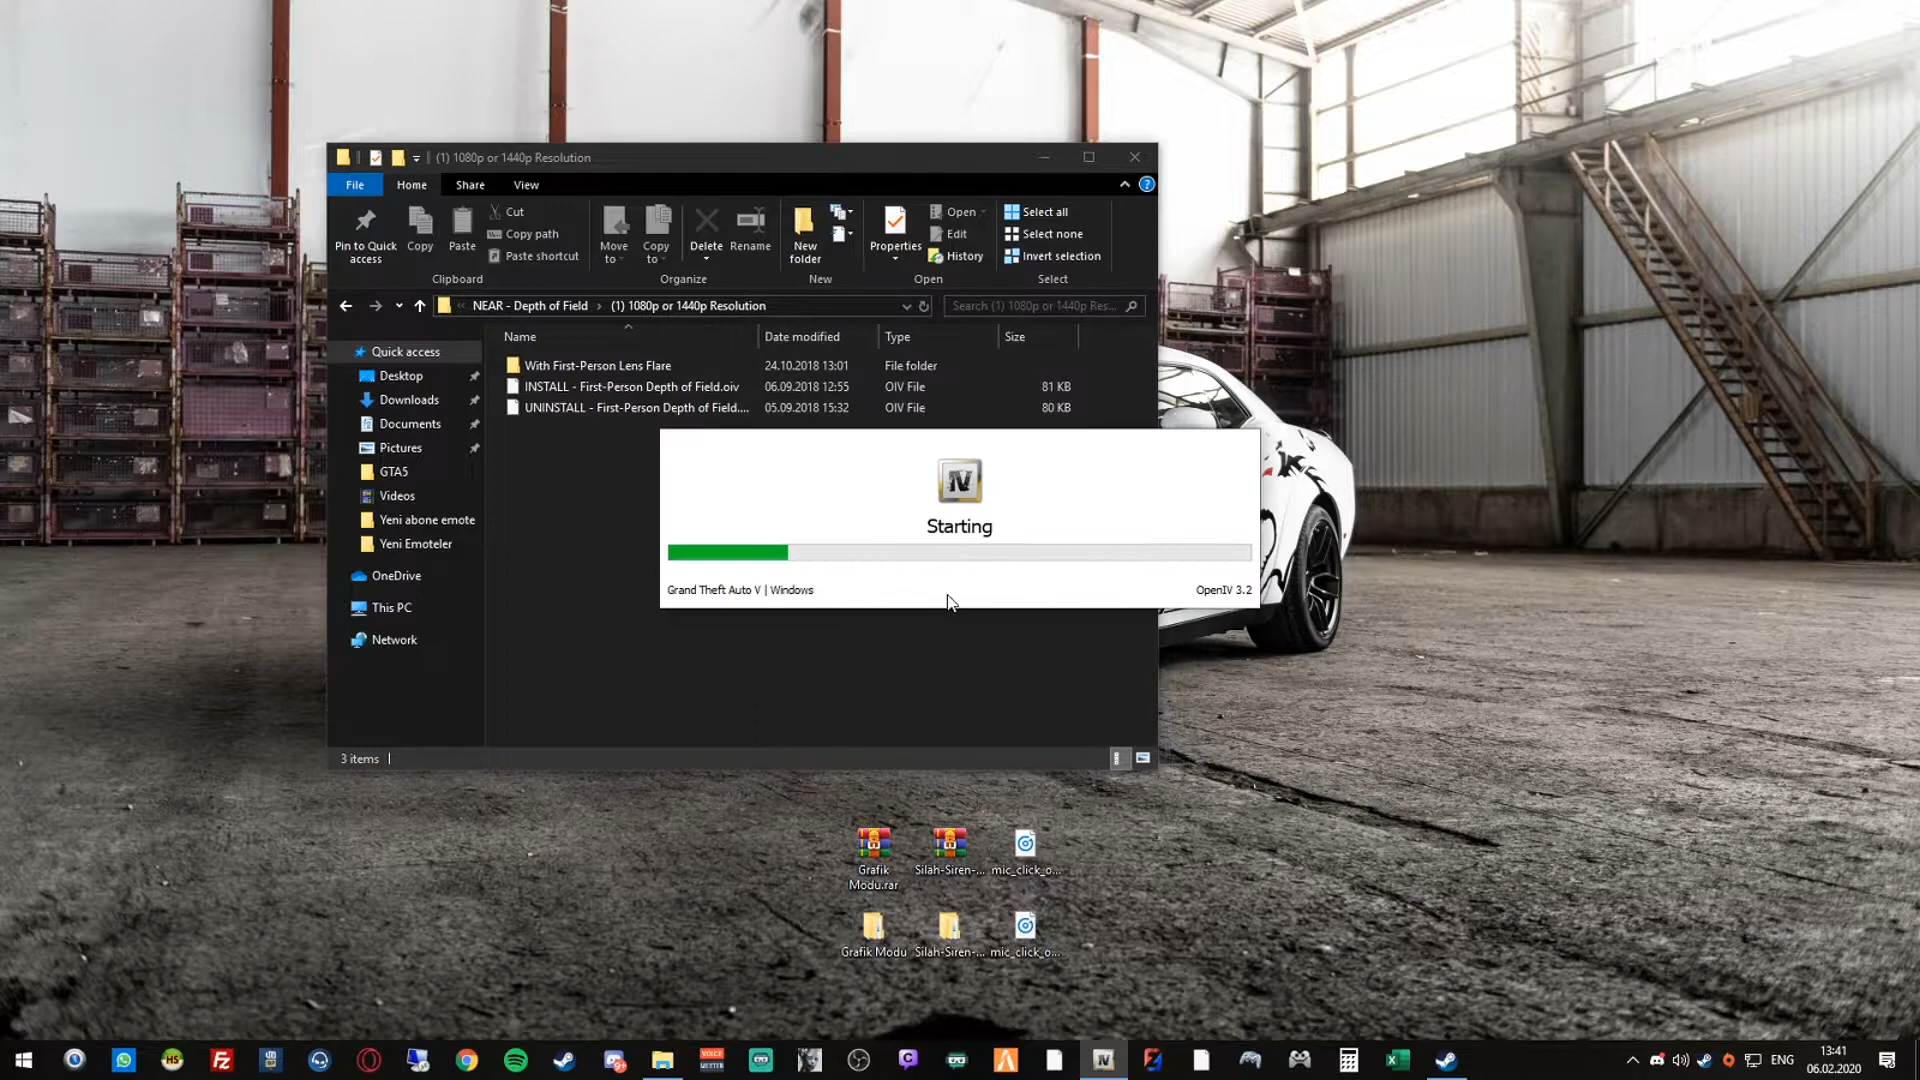 (1) 1080p or 1440p Resolution
File
Home
Share
View
Pin to Quick access
Copy
Paste
Cut
Copy path
Paste shortcut
Clipboard
Move to
Copy to
Delete
Rename
Organize
New folder
New
Properties
Open
Edit
History
Open
Select all
Select none
Invert selection
Select
NEAR - Depth of Field > (1) 1080p or 1440p Resolution
Search (1) 1080p or 1440p Res...
Name Date modified Type Size
With First-Person Lens Flare 24.10.2018 13:01 File folder
INSTALL - First-Person Depth of Field.oiv 06.09.2018 12:55 OIV File 81 KB
UNINSTALL - First-Person Depth of Field.... 05.09.2018 15:32 OIV File 80 KB
Quick access
Desktop
Downloads
Documents
Pictures
GTA5
Videos
Yeni abone emote
Yeni Emoteler
OneDrive
This PC
Network
IV
Starting
Grand Theft Auto V | Windows
OpenIV 3.2
3 items
Grafik Modu.rar
Silah-Siren-...
mic_click_o...
Grafik Modu
Silah-Siren-...
mic_click_o...
HS
FZ
VOICE
9+
C
IV
ENG
13:41
06.02.2020